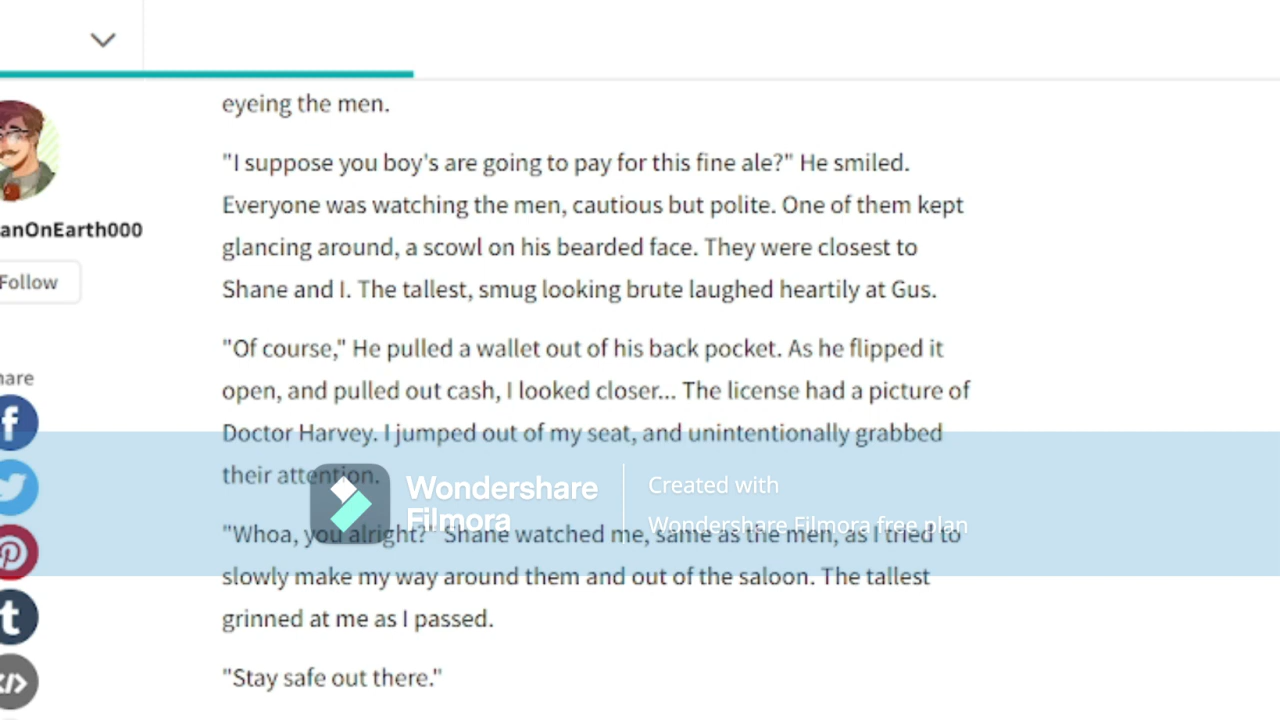 eyeing the men.
"I suppose you boy's are going to pay for this fine ale?" He smiled.
Everyone was watching the men, cautious but polite. One of them kept
anOnEarth000
glancing around, a scowl on his bearded face. They were closest to
Follow
Shane and I. The tallest, smug looking brute laughed heartily at Gus.
"Of course," He pulled a wallet out of his back pocket. As he flipped it
hare
open, and pulled out cash, I looked closer... The license had a picture of
Doctor Harvey. I jumped out of my seat, and unintentionally grabbed
their attention.
Wondershare
Filmora
Created with
Wondershare Filmora free plan
"Whoa, you alright?" Shane watched me, same as the men, as I tried to
slowly make my way around them and out of the saloon. The tallest
grinned at me as I passed.
"Stay safe out there."